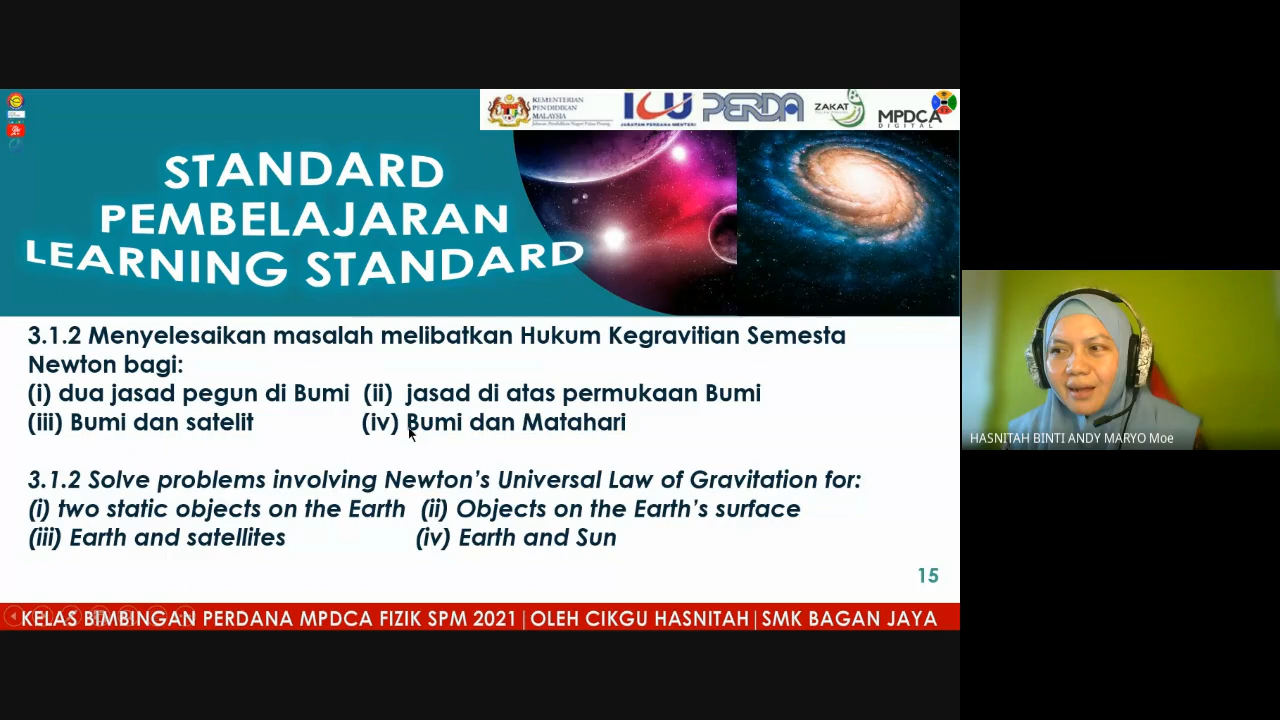 KEMENTERIAN
PENDIDIKAN
MALAYSIA
ICU
JABATAN PERDANA MENTERI
PERDA
ZAKAT
MPDCA
DIGITAL
STANDARD
PEMBELAJARAN
LEARNING STANDARD
3.1.2 Menyelesaikan masalah melibatkan Hukum Kegravitian Semesta
Newton bagi:
(i) dua jasad pegun di Bumi (ii) jasad di atas permukaan Bumi
(iii) Bumi dan satelit (iv) Bumi dan Matahari
3.1.2 Solve problems involving Newton’s Universal Law of Gravitation for:
(i) two static objects on the Earth (ii) Objects on the Earth’s surface
(iii) Earth and satellites (iv) Earth and Sun
15
KELAS BIMBINGAN PERDANA MPDCA FIZIK SPM 2021|OLEH CIKGU HASNITAH|SMK BAGAN JAYA
HASNITAH BINTI ANDY MARYO Moe